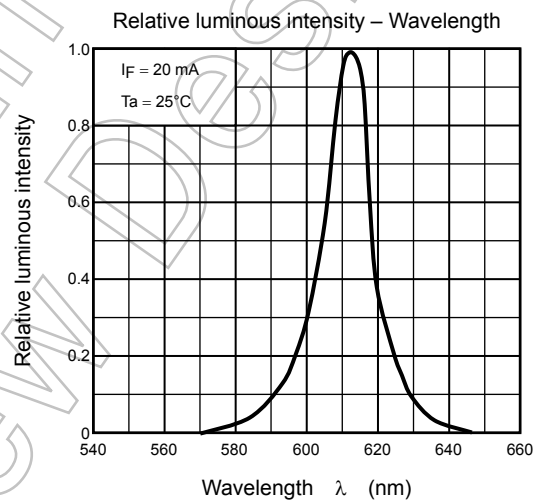 Relative luminous intensity – Wavelength
IF = 20 mA
Ta = 25°C
Relative luminous intensity
1.0
0.8
0.6
0.4
0.2
0
540 560 580 600 620 640 660
Wavelength λ (nm)